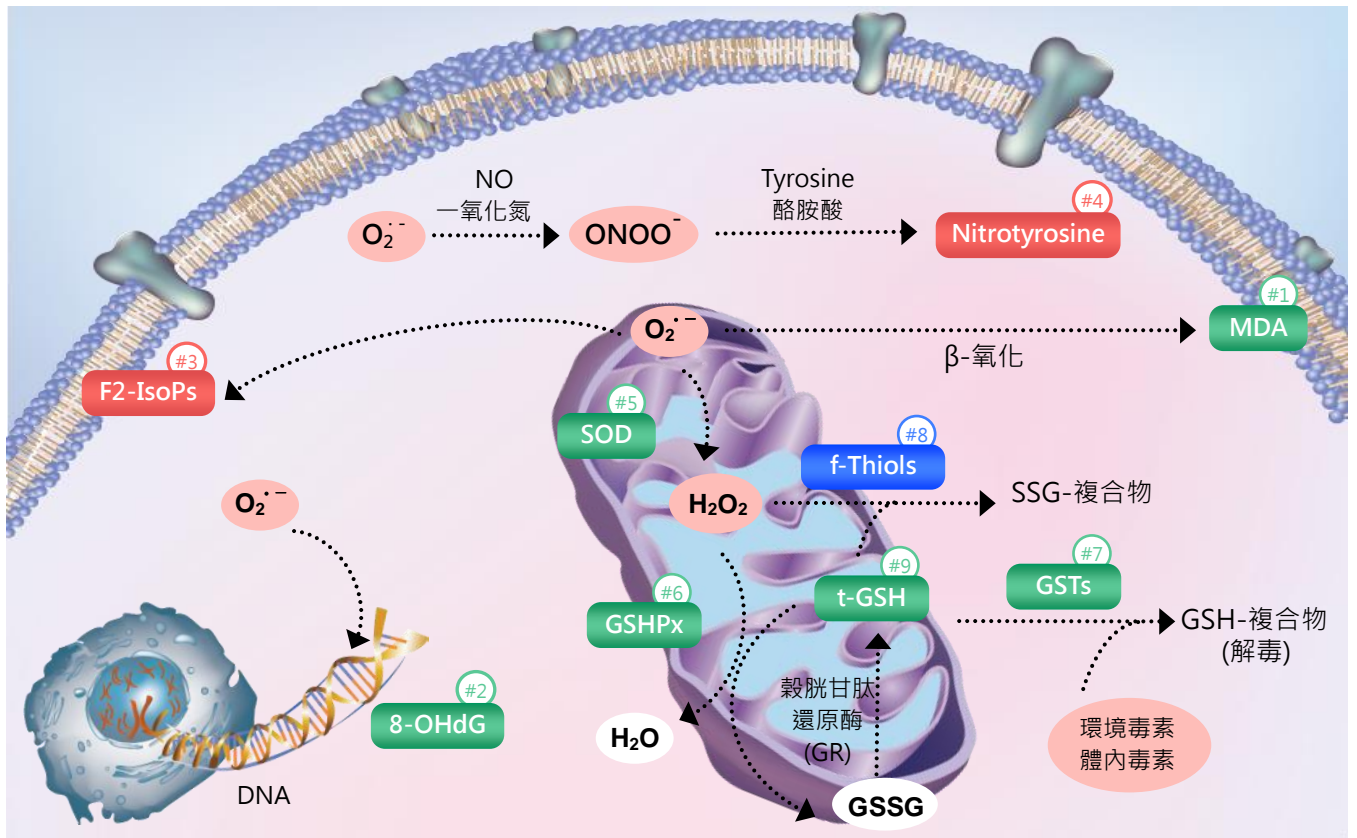 NO
一氧化氮
O₂˙⁻
ONOO⁻
Tyrosine
酪胺酸
#4
Nitrotyrosine
#1
MDA
O₂˙⁻
β-氧化
#3
F2-IsoPs
#5
SOD
#8
f-Thiols
O₂˙⁻
H₂O₂
SSG-複合物
#7
GSTs
#9
t-GSH
#6
GSHPx
GSH-複合物
(解毒)
#2
8-OHdG
穀胱甘肽
還原酶
(GR)
H₂O
環境毒素
體內毒素
DNA
GSSG